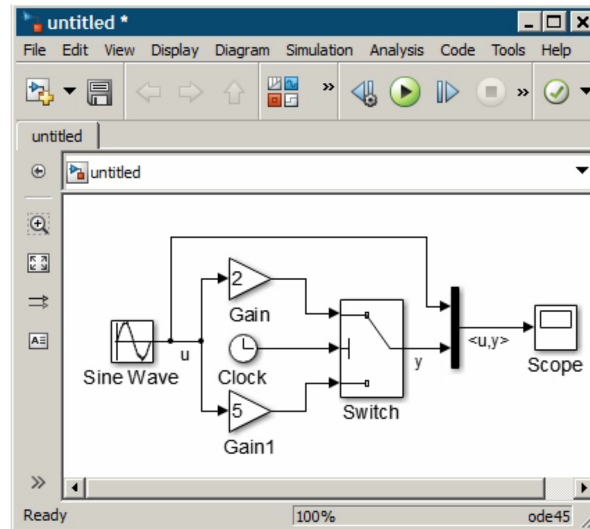 untitled *
File Edit View Display Diagram Simulation Analysis Code Tools Help
»
»
untitled
untitled
2
Gain
u
Sine Wave
Clock
y
<u,y>
Scope
Switch
5
Gain1
»
Ready 100% ode45